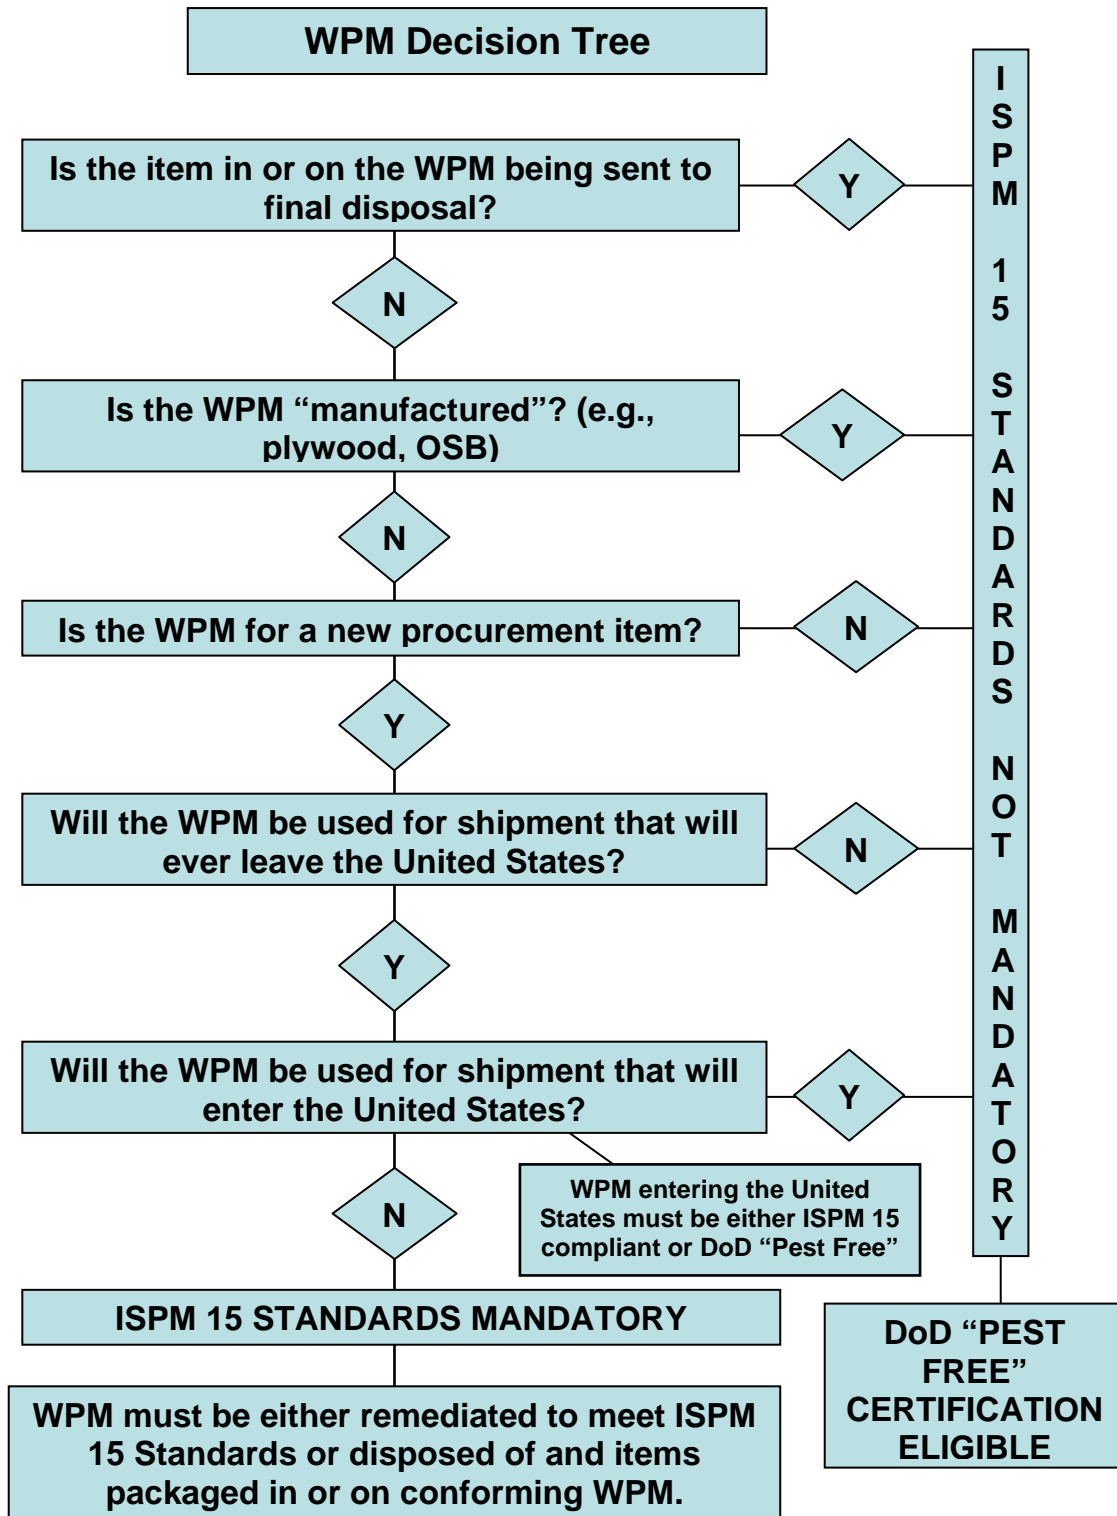 WPM Decision Tree
Is the item in or on the WPM being sent to
final disposal?
Y
N
Is the WPM “manufactured”? (e.g.,
plywood, OSB)
Y
N
Is the WPM for a new procurement item?
N
Y
Will the WPM be used for shipment that will
ever leave the United States?
N
Y
Will the WPM be used for shipment that will
enter the United States?
Y
WPM entering the United
States must be either ISPM 15
compliant or DoD “Pest Free”
N
ISPM 15 STANDARDS MANDATORY
WPM must be either remediated to meet ISPM
15 Standards or disposed of and items
packaged in or on conforming WPM.
ISPM 15 STANDARDS NOT MANDATORY
DoD “PEST
FREE”
CERTIFICATION
ELIGIBLE